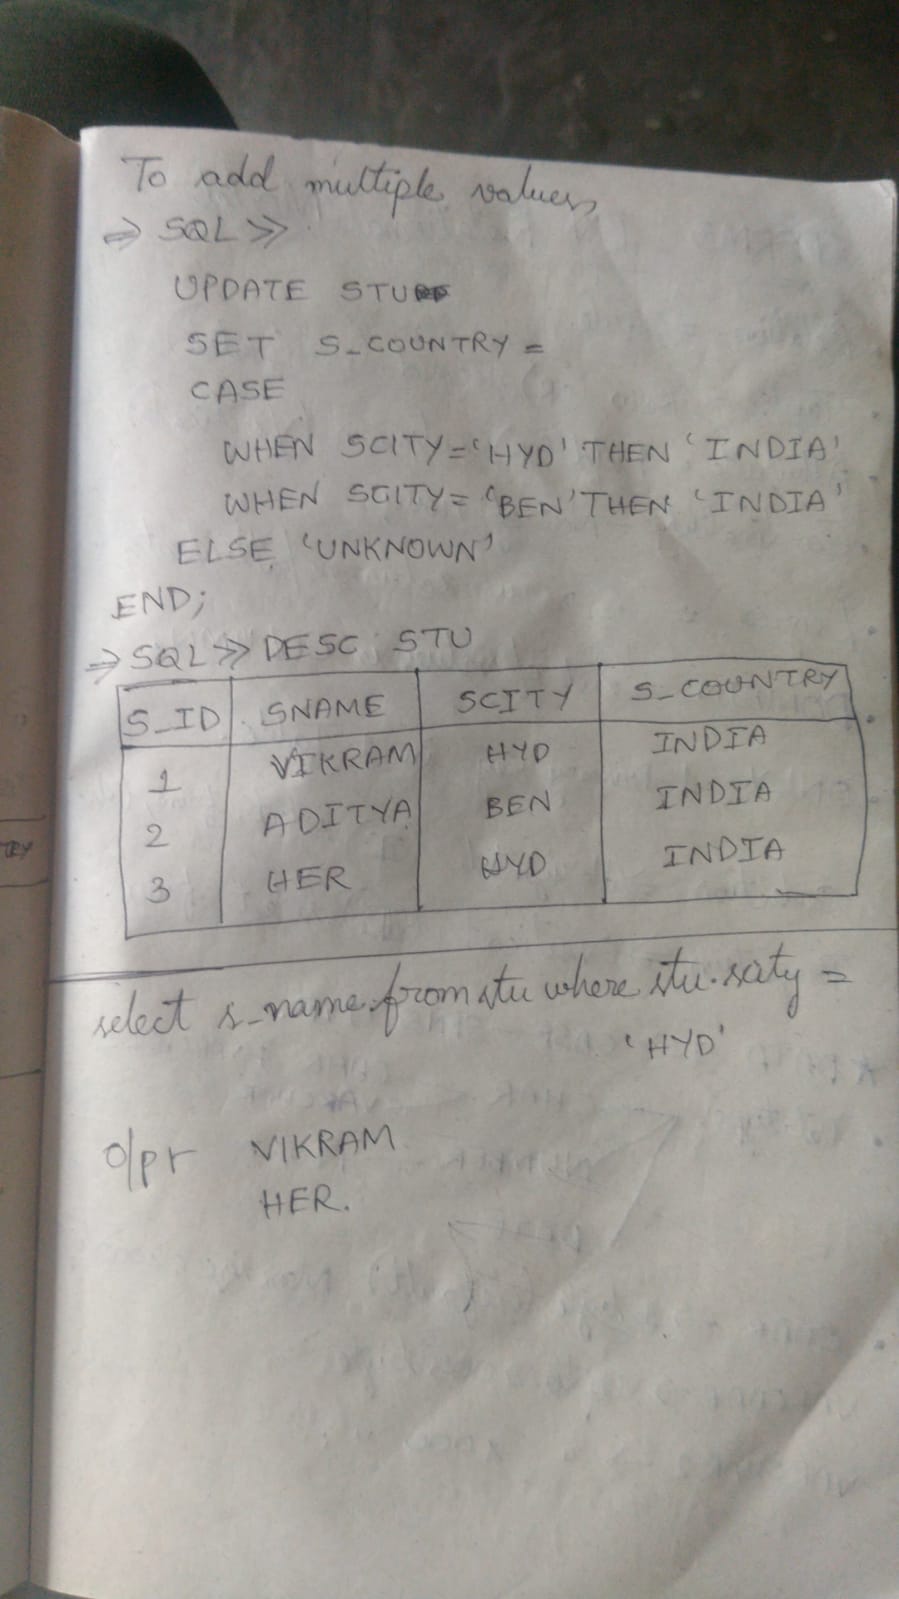 To add multiple values
⇒ SQL >>
UPDATE STU
SET S_COUNTRY =
CASE
WHEN SCITY='HYD' THEN 'INDIA'
WHEN SCITY='BEN' THEN 'INDIA'
ELSE 'UNKNOWN'
END;
⇒ SQL >> DESC STU
S_ID SNAME SCITY S_COUNTRY
1 VIKRAM HYD INDIA
2 ADITYA BEN INDIA
3 HER HYD INDIA
select s_name from stu where stu.scity =
'HYD'
VIKRAM
HER.